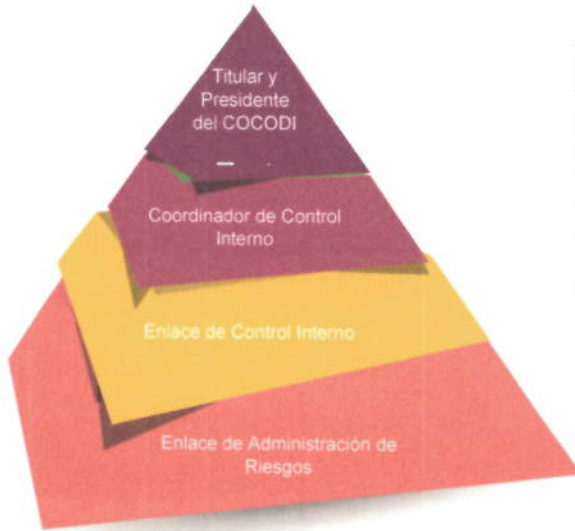 Titular y
Presidente
del COCODI
Coordinador de Control
Interno
Enlace de Control Interno
Enlace de Administración de
Riesgos